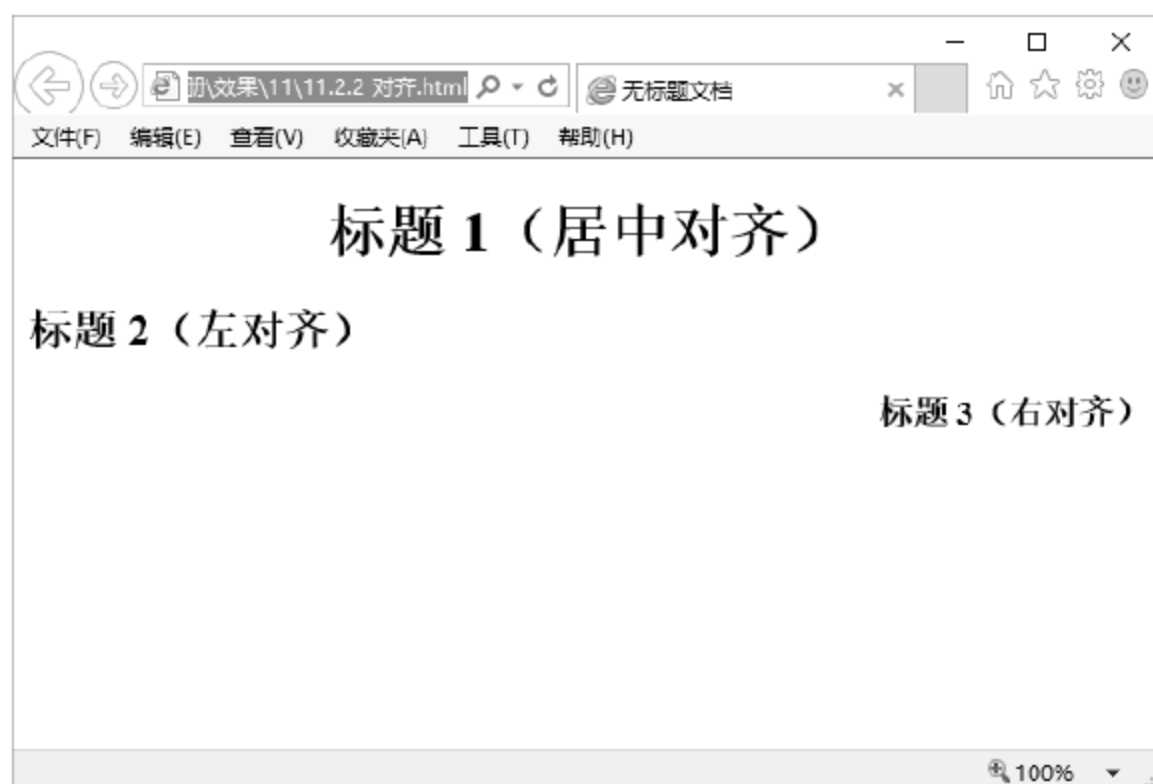 册\效果\11\11.2.2 对齐.html
无标题文档
文件(F) 编辑(E) 查看(V) 收藏夹(A) 工具(T) 帮助(H)
标题 1（居中对齐）
标题 2（左对齐）
标题 3（右对齐）
100%